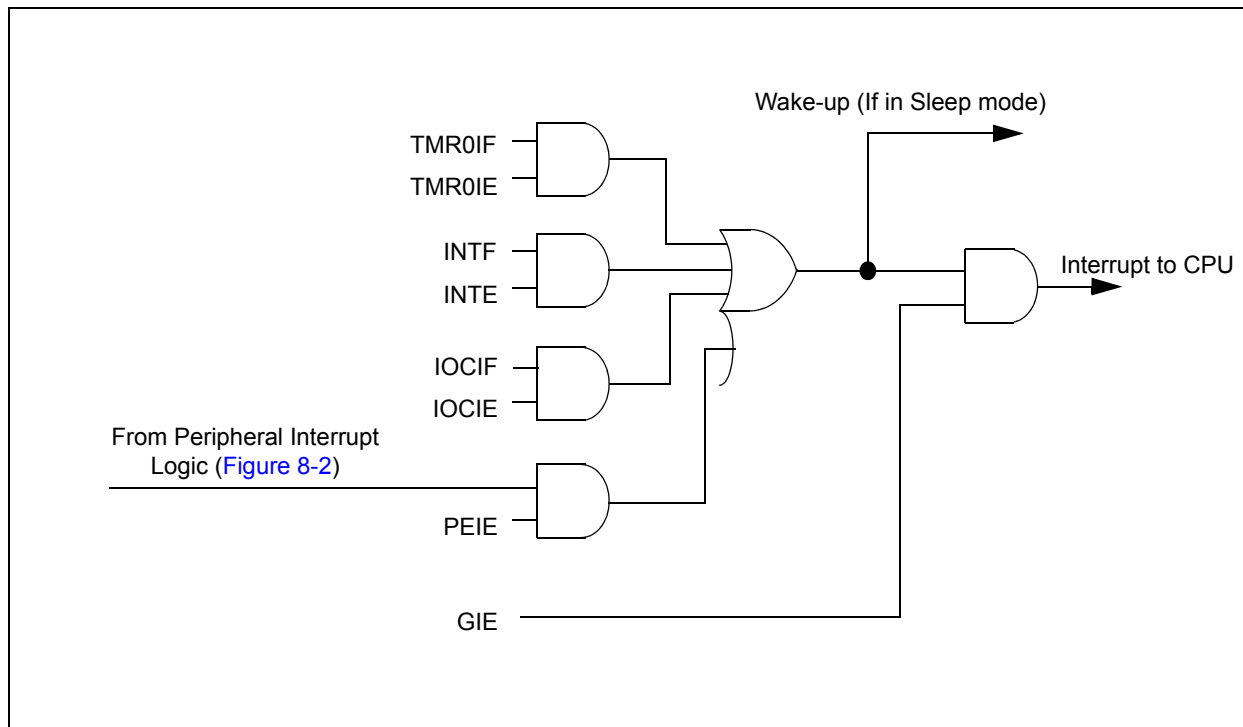 Wake-up (If in Sleep mode)
TMR0IF
TMR0IE
INTF
INTE
Interrupt to CPU
IOCIF
IOCIE
From Peripheral Interrupt
Logic (Figure 8-2)
PEIE
GIE